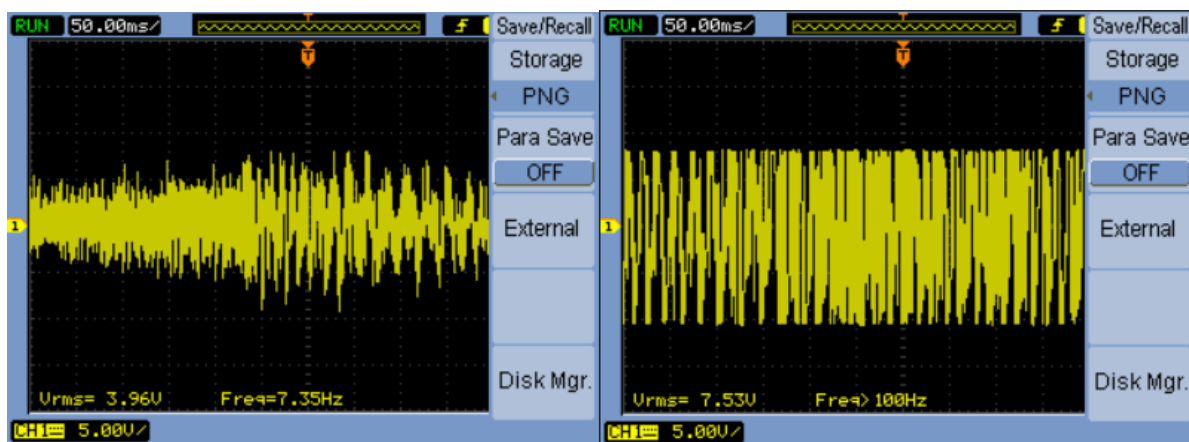 RUN 50.00ms/ Save/Recall
T
Storage
PNG
Para Save
OFF
1
External
Disk Mgr.
Vrms= 3.96V Freq=7.35Hz
CH1 5.00V/
RUN 50.00ms/ Save/Recall
T
Storage
PNG
Para Save
OFF
1
External
Disk Mgr.
Vrms= 7.53V Freq>100Hz
CH1 5.00V/